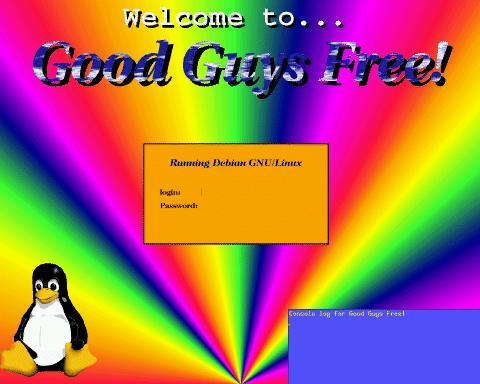 Welcome to...
Good Guys Free!
Running Debian GNU/Linux
login:
Password:
Console log for Good Guys Free!